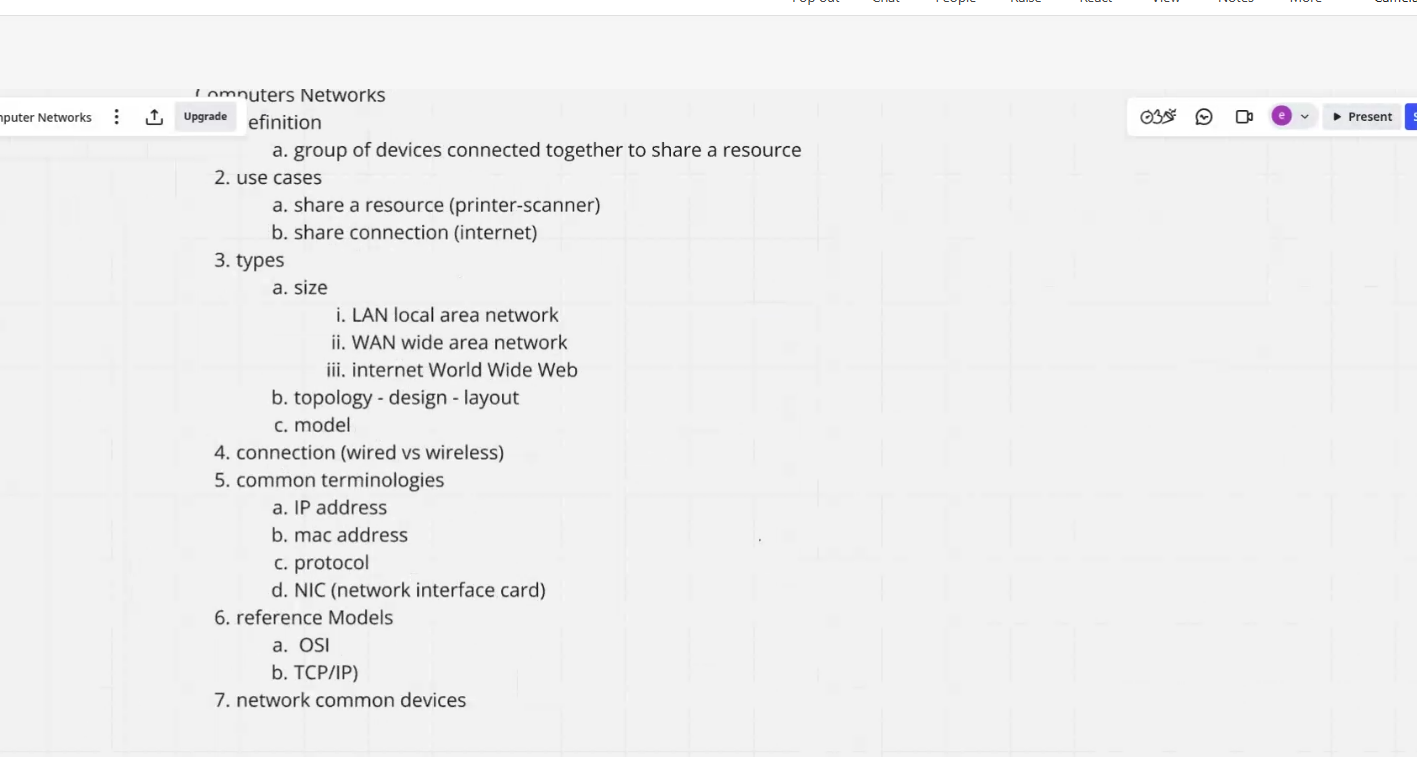 Pop out Chat People Raise React View Notes More
Computers Networks
puter Networks Upgrade
efinition
e
Present
a. group of devices connected together to share a resource
2. use cases
a. share a resource (printer-scanner)
b. share connection (internet)
3. types
a. size
i. LAN local area network
ii. WAN wide area network
iii. internet World Wide Web
b. topology - design - layout
c. model
4. connection (wired vs wireless)
5. common terminologies
a. IP address
b. mac address
c. protocol
d. NIC (network interface card)
6. reference Models
a. OSI
b. TCP/IP)
7. network common devices